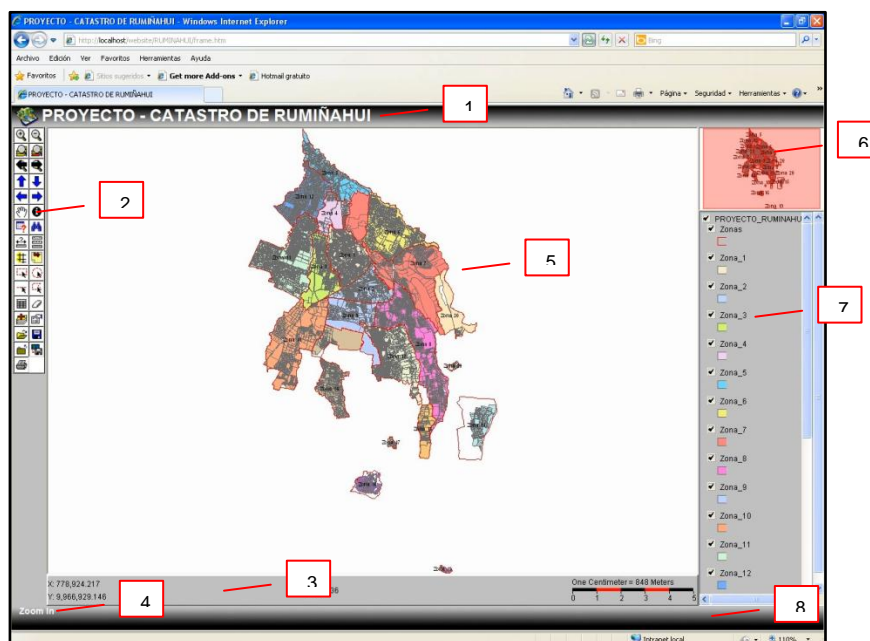 PROYECTO - CATASTRO DE RUMIÑAHUI - Windows Internet Explorer
http://localhost/website/RUMINAHUI/frame.htm
Bing
Archivo Edición Ver Favoritos Herramientas Ayuda
Favoritos Sitios sugeridos Get more Add-ons Hotmail gratuito
PROYECTO - CATASTRO DE RUMIÑAHUI
Página Seguridad Herramientas
PROYECTO - CATASTRO DE RUMIÑAHUI
1
6
2
5
7
PROYECTO_RUMINAHU
Zonas
Zona_1
Zona_2
Zona_3
Zona_4
Zona_5
Zona_6
Zona_7
Zona_8
Zona_9
Zona_10
Zona_11
Zona_12
X: 778,924.217
Y: 9,966,929.146
3
One Centimeter = 848 Meters
0 1 2 3 4 5
Zoom In
4
8
Intranet local
110%